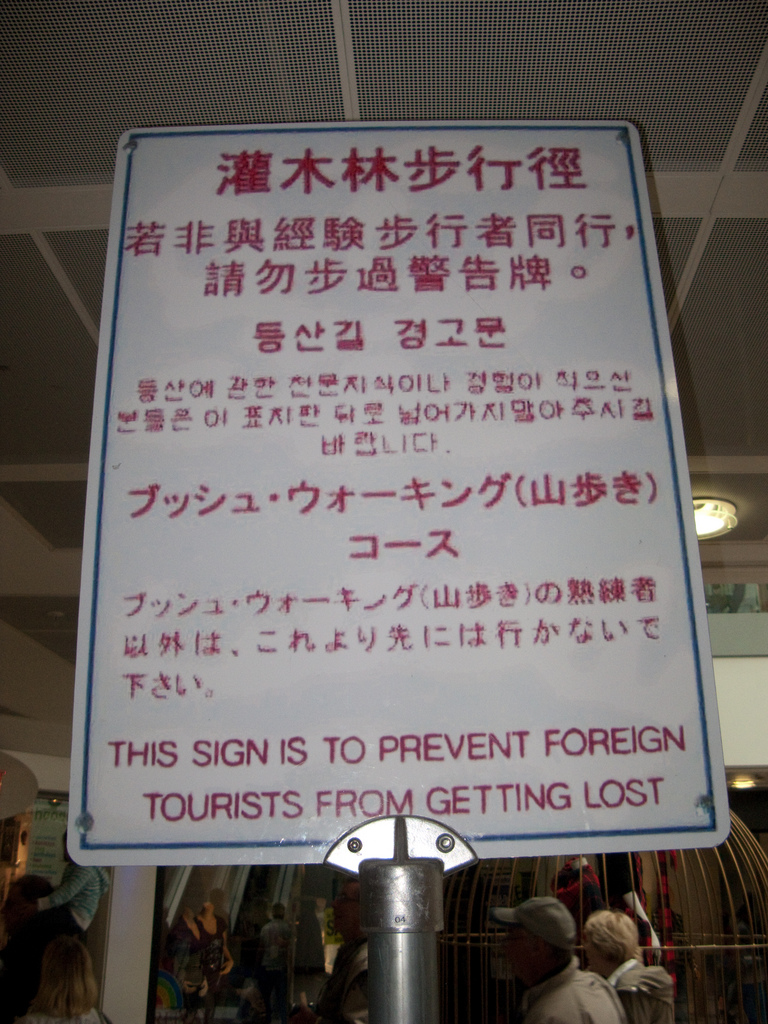 灌木林步行徑
若非與經驗步行者同行,
請勿步過警告牌。
등산길 경고문
등산에 관한 전문지식이나 경험이 적으신
분들은 이 표지판 뒤로 넘어가지말아주시길
바랍니다.
ブッシュ・ウォーキング(山歩き)
コース
ブッシュ・ウォーキング(山歩き)の熟練者
以外は、これより先には行かないで
下さい。
THIS SIGN IS TO PREVENT FOREIGN
TOURISTS FROM GETTING LOST
04